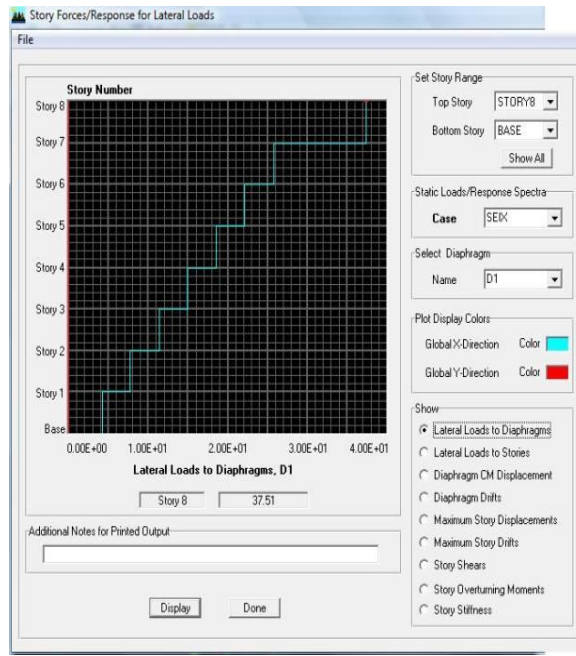 Story Forces/Response for Lateral Loads
File
Story Number
Story 8
Story 7
Story 6
Story 5
Story 4
Story 3
Story 2
Story 1
Base
0.00E+00 1.00E+01 2.00E+01 3.00E+01 4.00E+01
Lateral Loads to Diaphragms, D1
Story 8 37.51
Additional Notes for Printed Output
Display Done
Set Story Range
Top Story STORY8
Bottom Story BASE
Show All
Static Loads/Response Spectra
Case SEIX
Select Diaphragm
Name D1
Plot Display Colors
Global X-Direction Color
Global Y-Direction Color
Show
Lateral Loads to Diaphragms
Lateral Loads to Stories
Diaphragm CM Displacement
Diaphragm Drifts
Maximum Story Displacements
Maximum Story Drifts
Story Shears
Story Overturning Moments
Story Stiffness